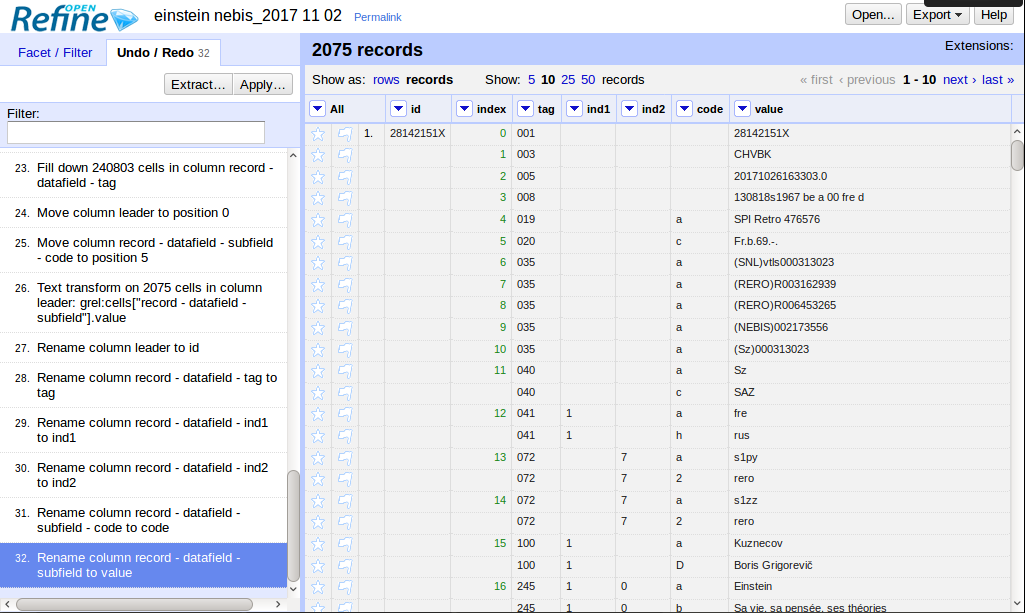 OPEN
Refine
einstein nebis_2017 11 02 Permalink
Open... Export Help
Facet / Filter Undo / Redo 32
2075 records
Extensions:
Extract... Apply...
Show as: rows records Show: 5 10 25 50 records « first ‹ previous 1 - 10 next › last »
Filter:
23. Fill down 240803 cells in column record -
datafield - tag
24. Move column leader to position 0
25. Move column record - datafield - subfield
- code to position 5
26. Text transform on 2075 cells in column
leader: grel:cells["record - datafield -
subfield"].value
27. Rename column leader to id
28. Rename column record - datafield - tag to
tag
29. Rename column record - datafield - ind1
to ind1
30. Rename column record - datafield - ind2
to ind2
31. Rename column record - datafield -
subfield - code to code
32. Rename column record - datafield -
subfield to value
All id index tag ind1 ind2 code value
1. 28142151X 0 001 28142151X
1 003 CHVBK
2 005 20171026163303.0
3 008 130818s1967 be a 00 fre d
4 019 a SPI Retro 476576
5 020 c Fr.b.69.-.
6 035 a (SNL)vtls000313023
7 035 a (RERO)R003162939
8 035 a (RERO)R006453265
9 035 a (NEBIS)002173556
10 035 a (Sz)000313023
11 040 a Sz
040 c SAZ
12 041 1 a fre
041 1 h rus
13 072 7 a s1py
072 7 2 rero
14 072 7 a s1zz
072 7 2 rero
15 100 1 a Kuznecov
100 1 D Boris Grigorevič
16 245 1 0 a Einstein
245 1 0 b Sa vie, sa pensée, ses théories